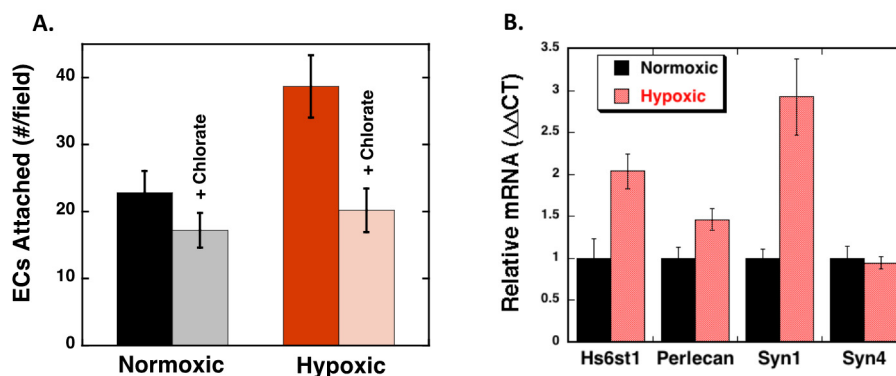 A.
ECs Attached (#/field)
40
30
20
10
0
+ Chlorate
+ Chlorate
Normoxic
Hypoxic
B.
Relative mRNA (ΔΔCT)
3.5
3
2.5
2
1.5
1
0.5
0
Normoxic
Hypoxic
Hs6st1 Perlecan Syn1 Syn4